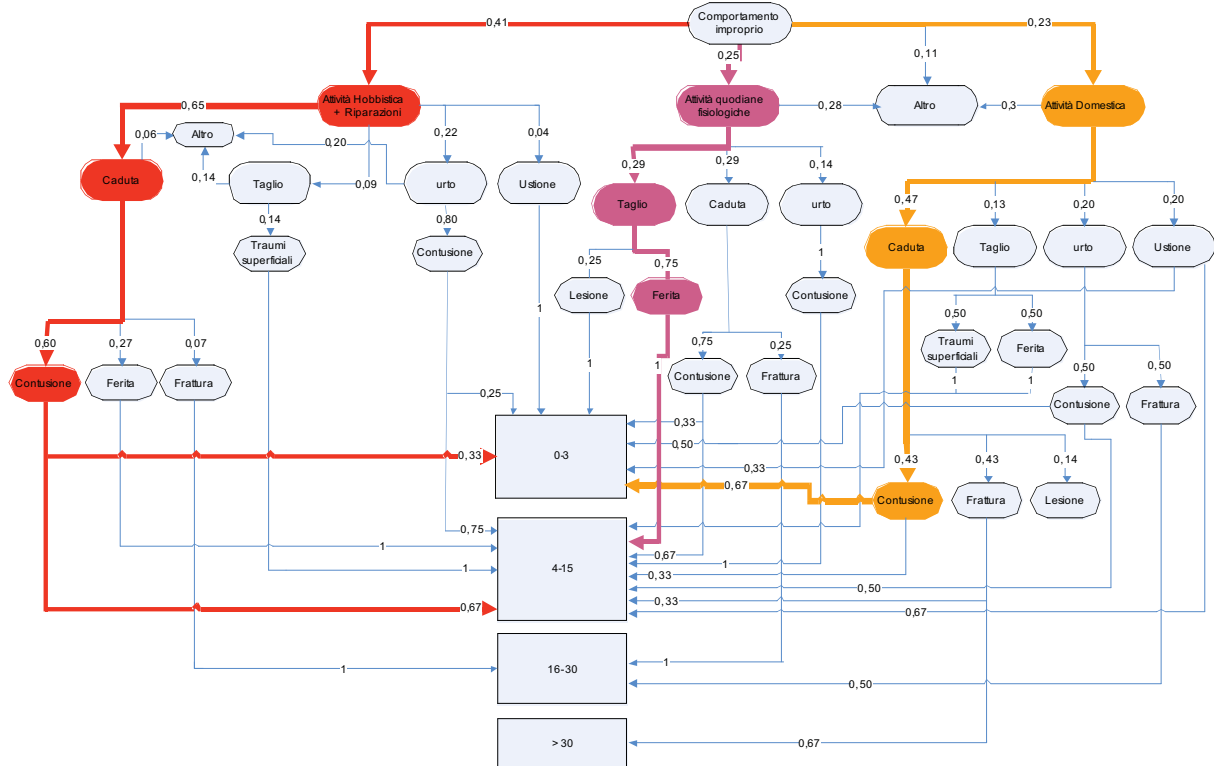 Comportamento
improprio
0,41
0,23
0,25
0,11
Attività Hobbistica
+ Riparazioni
Attività quodiane
fisiologiche
Altro
Attività Domestica
0,65
0,28
0,3
0,06
Altro
0,20
0,22
0,04
0,14
0,09
0,29
0,29
0,14
Caduta
Taglio
urto
Ustione
Taglio
Caduta
urto
0,47
0,13
0,20
0,20
0,14
0,80
Traumi
superficiali
Contusione
Caduta
Taglio
urto
Ustione
0,25
0,75
1
Lesione
Ferita
Contusione
1
0,50
0,50
Traumi
superficiali
Ferita
0,60
0,27
0,07
1
1
0,75
0,25
0,50
0,50
Contusione
Ferita
Frattura
Contusione
Frattura
1
1
Contusione
Frattura
0,25
0,33
0,50
0,33
0-3
0,33
0,67
0,43
0,43
0,14
Contusione
Frattura
Lesione
0,75
1
1
4-15
0,67
1
0,33
0,50
0,33
0,67
0,67
1
16-30
1
0,50
> 30
0,67